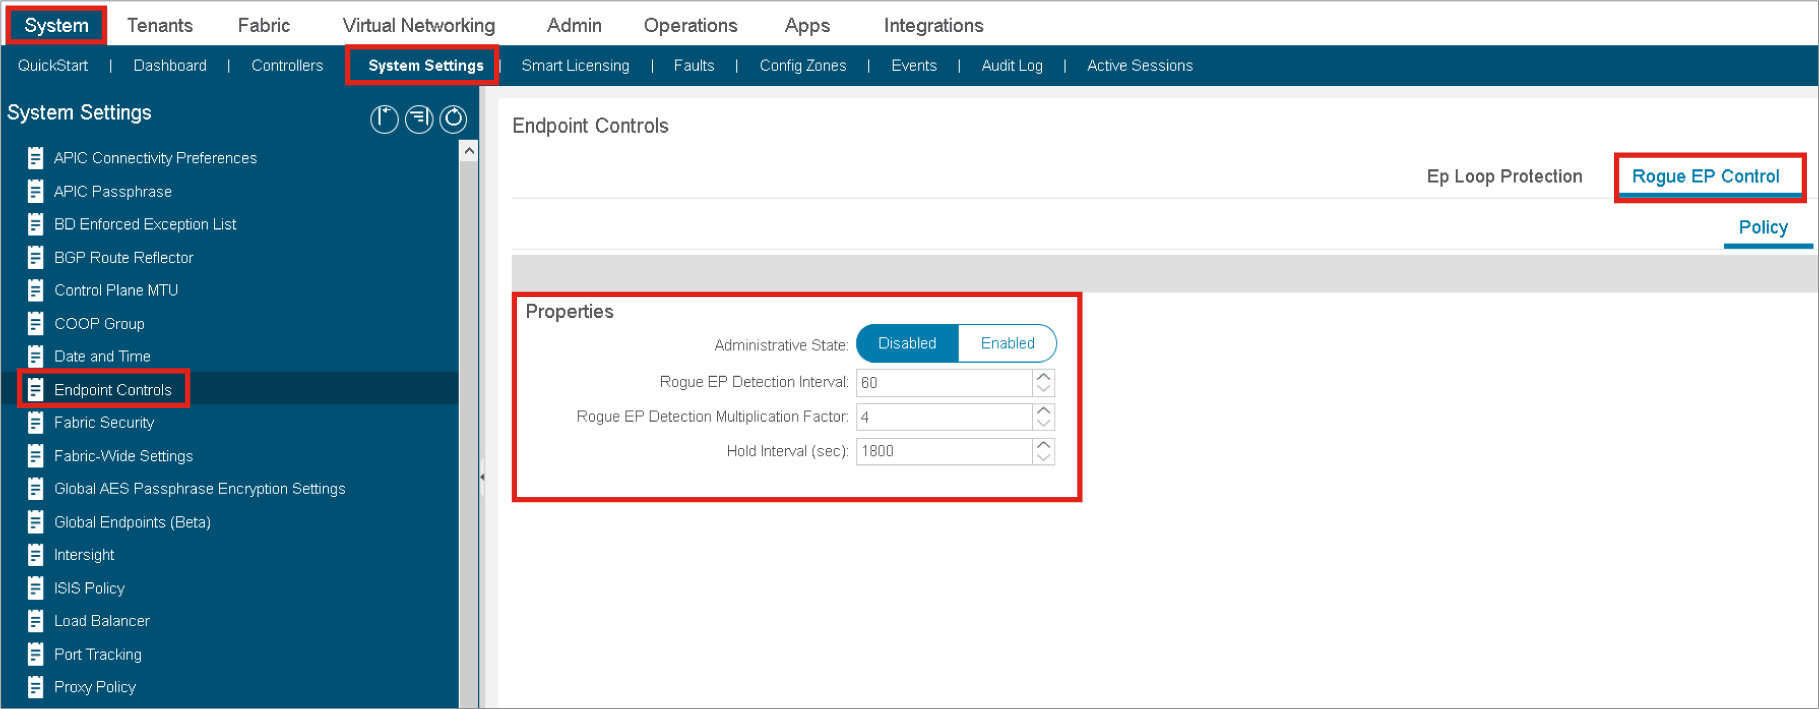 System Tenants Fabric Virtual Networking Admin Operations Apps Integrations
QuickStart | Dashboard | Controllers | System Settings | Smart Licensing | Faults | Config Zones | Events | Audit Log | Active Sessions
System Settings
APIC Connectivity Preferences
APIC Passphrase
BD Enforced Exception List
BGP Route Reflector
Control Plane MTU
COOP Group
Date and Time
Endpoint Controls
Fabric Security
Fabric-Wide Settings
Global AES Passphrase Encryption Settings
Global Endpoints (Beta)
Intersight
ISIS Policy
Load Balancer
Port Tracking
Proxy Policy
Endpoint Controls
Ep Loop Protection Rogue EP Control
Policy
Properties
Administrative State: Disabled Enabled
Rogue EP Detection Interval: 60
Rogue EP Detection Multiplication Factor: 4
Hold Interval (sec): 1800